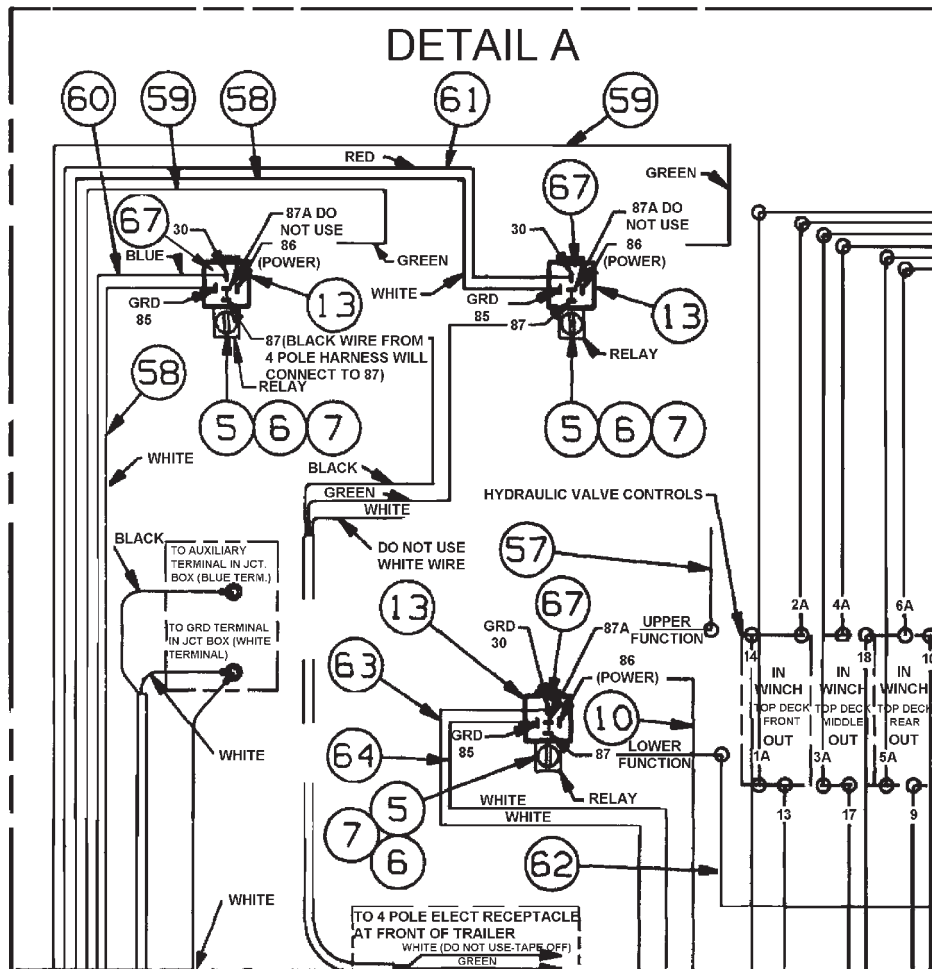 DETAIL A
60
59
58
61
59
RED
GREEN
67
30
87A DO
NOT USE
86
(POWER)
BLUE
GREEN
GRD
85
13
87(BLACK WIRE FROM
4 POLE HARNESS WILL
CONNECT TO 87)
RELAY
67
30
87A DO
NOT USE
86
(POWER)
WHITE
GRD
85
87
13
RELAY
58
5
6
7
5
6
7
WHITE
BLACK
GREEN
WHITE
DO NOT USE
WHITE WIRE
HYDRAULIC VALVE CONTROLS
BLACK
TO AUXILIARY
TERMINAL IN JCT.
BOX (BLUE TERM.)
TO GRD TERMINAL
IN JCT BOX (WHITE
TERMINAL)
WHITE
57
13
67
GRD
30
87A
UPPER
FUNCTION
86
(POWER)
63
10
GRD
85
87
LOWER
FUNCTION
64
5
RELAY
7
6
WHITE
WHITE
62
2A
4A
6A
14
18
10
IN
WINCH
TOP DECK
FRONT
OUT
IN
WINCH
TOP DECK
MIDDLE
OUT
IN
WINCH
TOP DECK
REAR
OUT
1A
3A
5A
13
17
9
WHITE
TO 4 POLE ELECT RECEPTACLE
AT FRONT OF TRAILER
WHITE (DO NOT USE-TAPE OFF)
GREEN